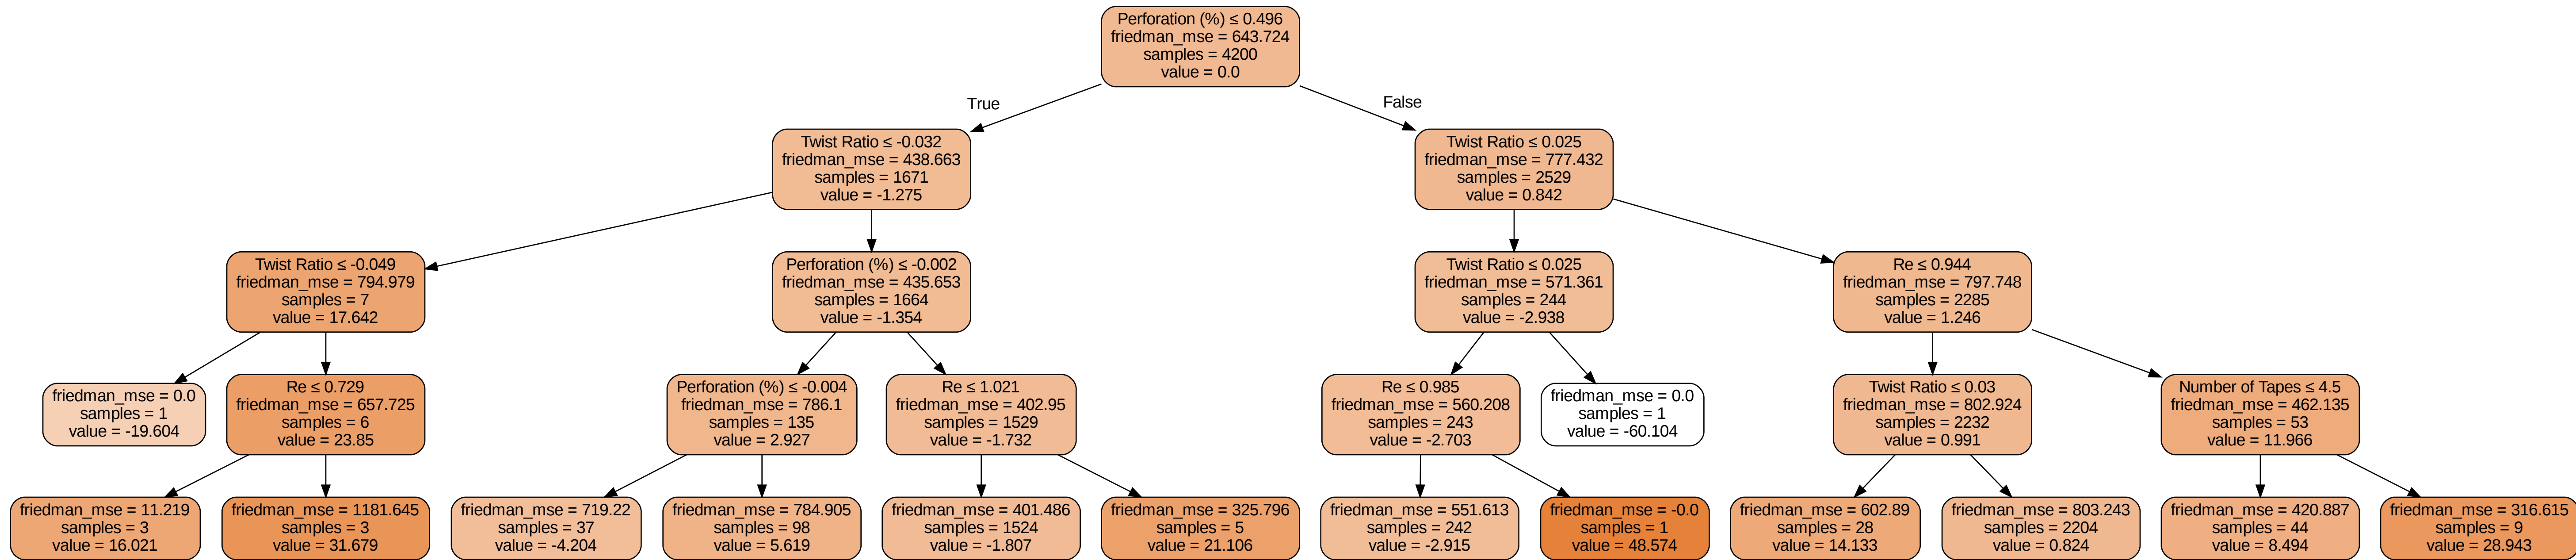 Perforation (%) ≤ 0.496
friedman_mse = 643.724
samples = 4200
value = 0.0
True
False
Twist Ratio ≤ -0.032
friedman_mse = 438.663
samples = 1671
value = -1.275
Twist Ratio ≤ 0.025
friedman_mse = 777.432
samples = 2529
value = 0.842
Twist Ratio ≤ -0.049
friedman_mse = 794.979
samples = 7
value = 17.642
Perforation (%) ≤ -0.002
friedman_mse = 435.653
samples = 1664
value = -1.354
Twist Ratio ≤ 0.025
friedman_mse = 571.361
samples = 244
value = -2.938
Re ≤ 0.944
friedman_mse = 797.748
samples = 2285
value = 1.246
friedman_mse = 0.0
samples = 1
value = -19.604
Re ≤ 0.729
friedman_mse = 657.725
samples = 6
value = 23.85
Perforation (%) ≤ -0.004
friedman_mse = 786.1
samples = 135
value = 2.927
Re ≤ 1.021
friedman_mse = 402.95
samples = 1529
value = -1.732
Re ≤ 0.985
friedman_mse = 560.208
samples = 243
value = -2.703
friedman_mse = 0.0
samples = 1
value = -60.104
Twist Ratio ≤ 0.03
friedman_mse = 802.924
samples = 2232
value = 0.991
Number of Tapes ≤ 4.5
friedman_mse = 462.135
samples = 53
value = 11.966
friedman_mse = 11.219
samples = 3
value = 16.021
friedman_mse = 1181.645
samples = 3
value = 31.679
friedman_mse = 719.22
samples = 37
value = -4.204
friedman_mse = 784.905
samples = 98
value = 5.619
friedman_mse = 401.486
samples = 1524
value = -1.807
friedman_mse = 325.796
samples = 5
value = 21.106
friedman_mse = 551.613
samples = 242
value = -2.915
friedman_mse = -0.0
samples = 1
value = 48.574
friedman_mse = 602.89
samples = 28
value = 14.133
friedman_mse = 803.243
samples = 2204
value = 0.824
friedman_mse = 420.887
samples = 44
value = 8.494
friedman_mse = 316.615
samples = 9
value = 28.943